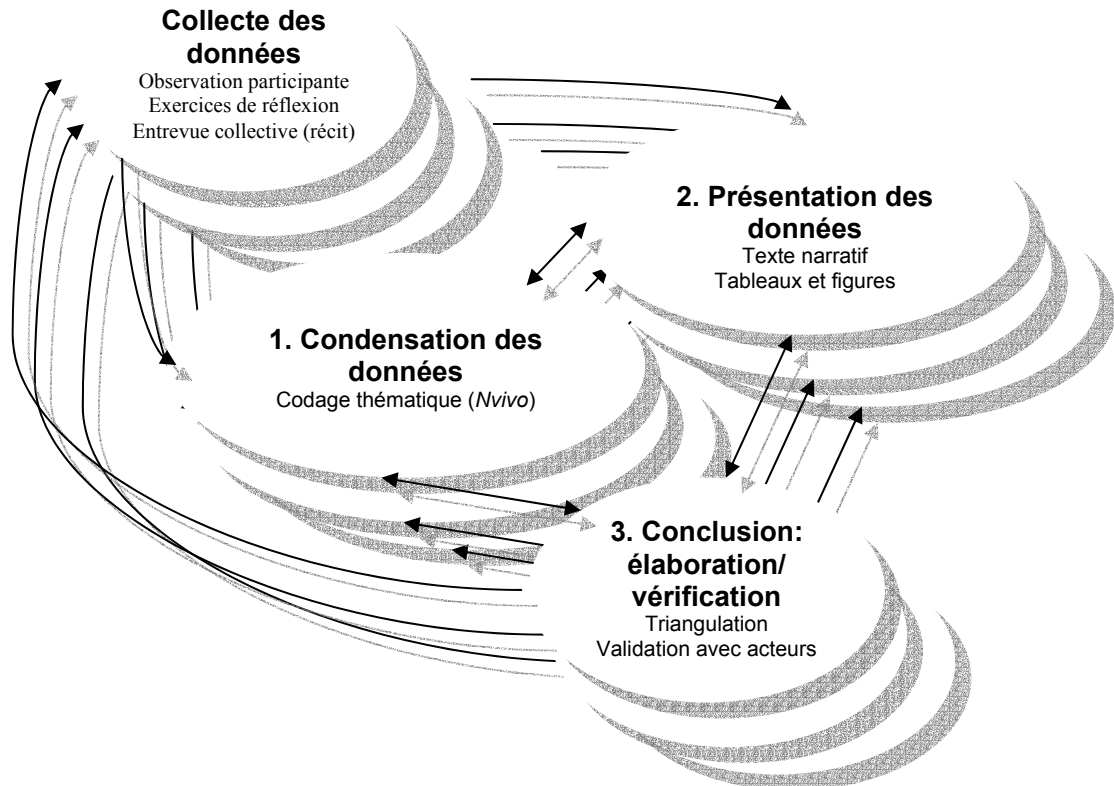 Collecte des
données
Observation participante
Exercices de réflexion
Entrevue collective (récit)
2. Présentation des
données
Texte narratif
Tableaux et figures
1. Condensation des
données
Codage thématique (Nvivo)
3. Conclusion:
élaboration/
vérification
Triangulation
Validation avec acteurs